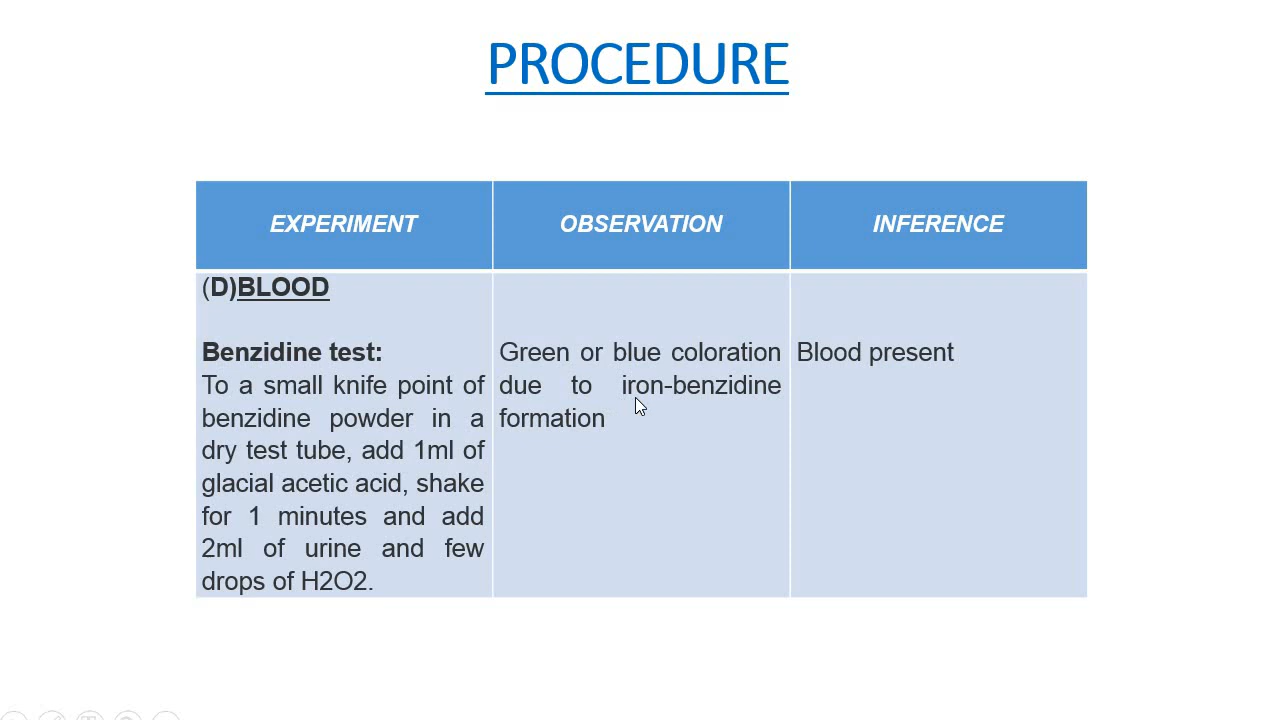 PROCEDURE
EXPERIMENT
OBSERVATION
INFERENCE
(D)BLOOD
Benzidine test:
To a small knife point of
benzidine powder in a
dry test tube, add 1ml of
glacial acetic acid, shake
for 1 minutes and add
2ml of urine and few
drops of H2O2.
Green or blue coloration
due to iron-benzidine
formation
Blood present